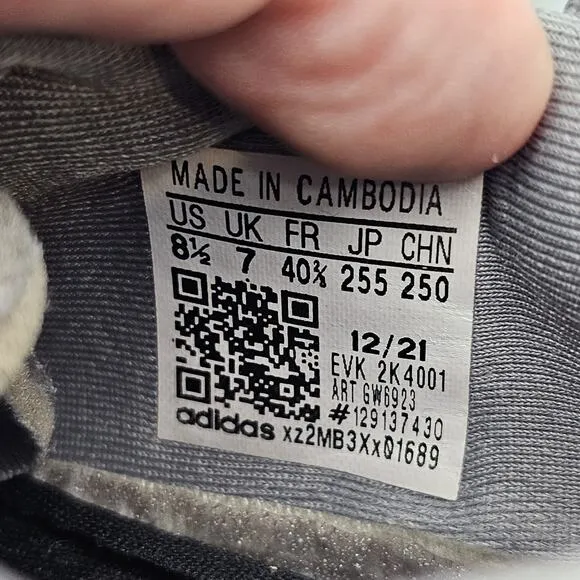 MADE IN CAMBODIA
US UK FR JP CHN
8½ 7 40⅔ 255 250
12/21
EVK 2K4001
ART GW6923
#129137430
adidas xz2MB3Xx01689